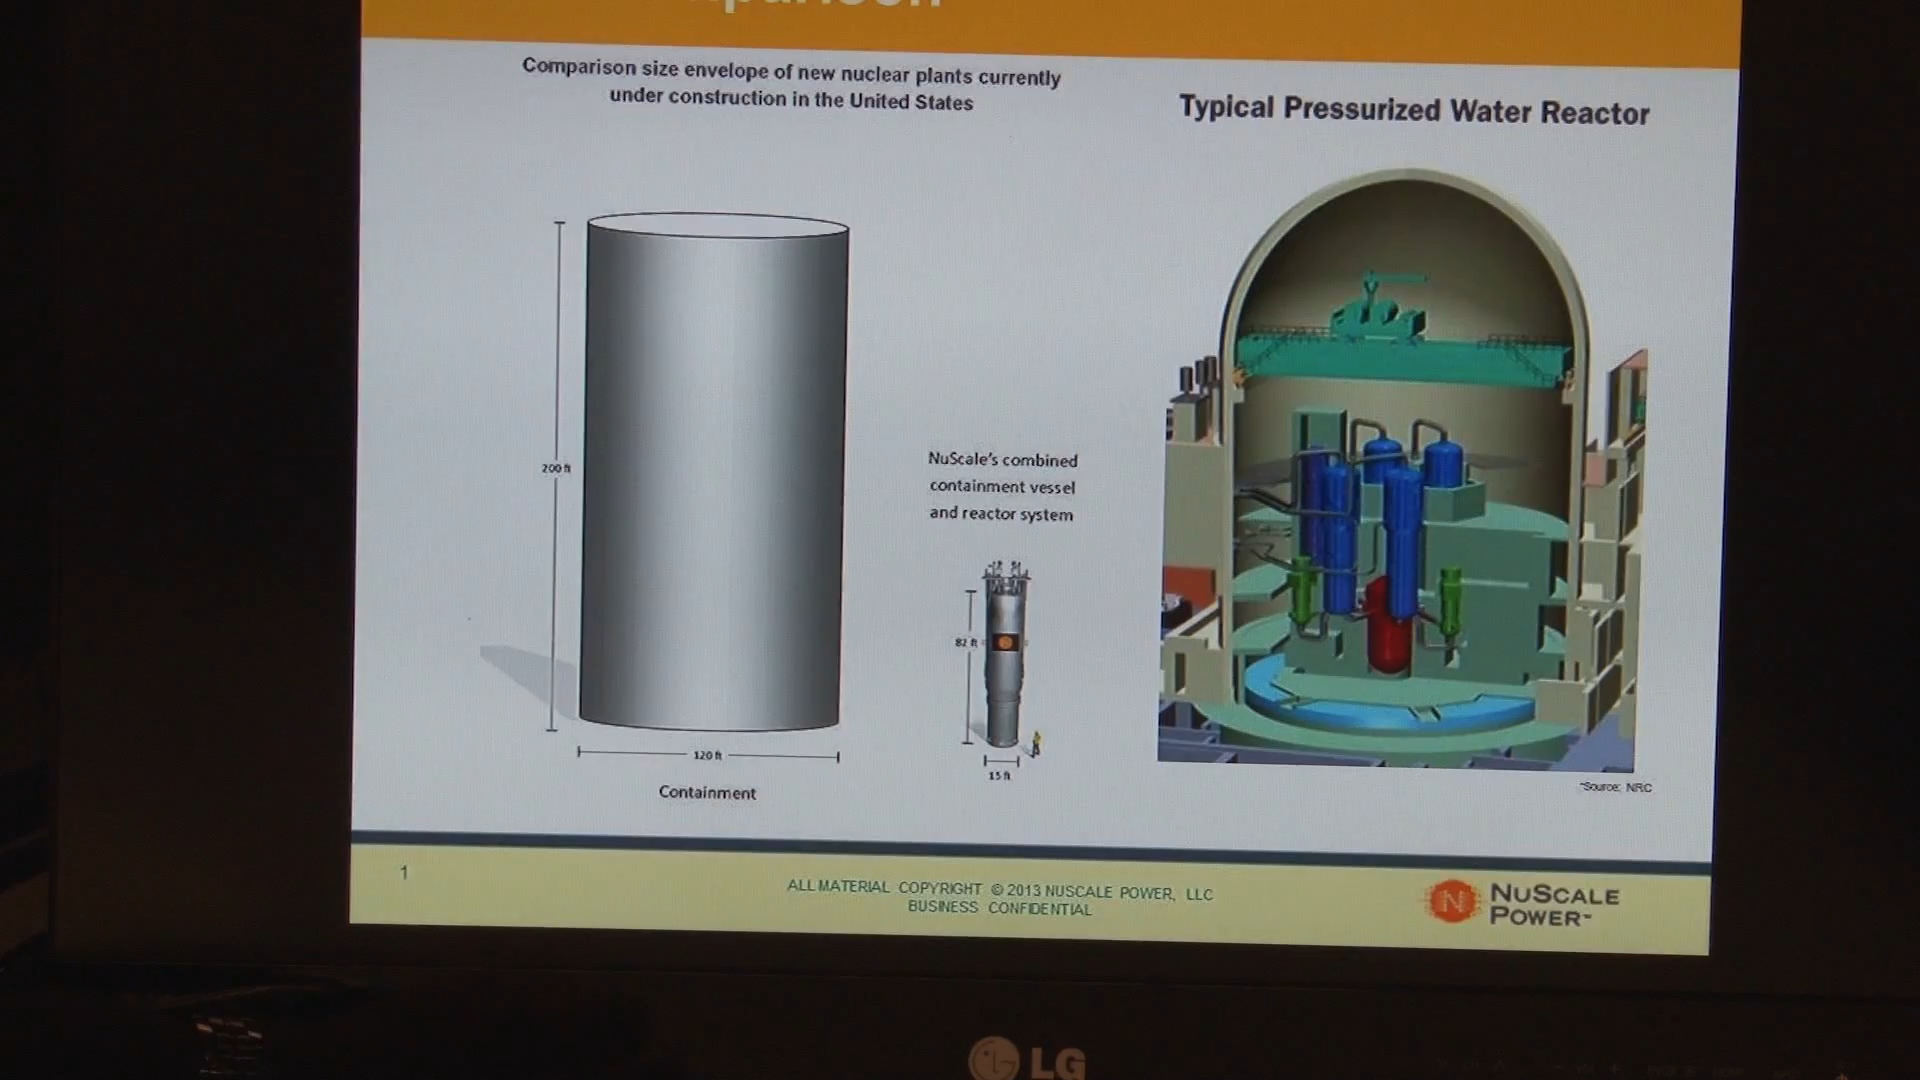 Comparison size envelope of new nuclear plants currently
under construction in the United States
Typical Pressurized Water Reactor
200 ft
NuScale's combined
containment vessel
and reactor system
82 ft
15 ft
120 ft
Containment
*Source: NRC
1
ALL MATERIAL COPYRIGHT © 2013 NUSCALE POWER, LLC
BUSINESS CONFIDENTIAL
N
NUSCALE
POWER™
LG